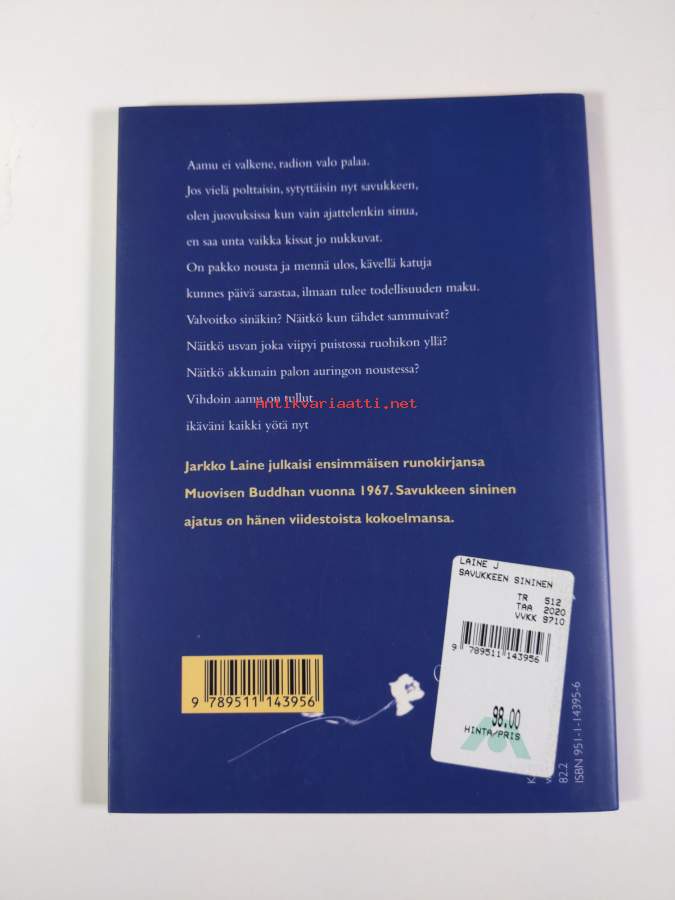 Aamu ei valkene, radion valo palaa.
Jos vielä polttaisin, sytyttäisin nyt savukkeen,
olen juovuksissa kun vain ajattelenkin sinua,
en saa unta vaikka kissat jo nukkuvat.
On pakko nousta ja mennä ulos, kävellä katuja
kunnes päivä sarastaa, ilmaan tulee todellisuuden maku.
Valvoitko sinäkin? Näitkö kun tähdet sammuivat?
Näitkö usvan joka viipyi puistossa ruohikon yllä?
Näitkö akkunain palon auringon noustessa?
Vihdoin aamu on tullut
Antikvariaatti.net
ikäväni kaikki yötä nyt
Jarkko Laine julkaisi ensimmäisen runokirjansa
Muovisen Buddhan vuonna 1967. Savukkeen sininen
ajatus on hänen viidestoista kokoelmansa.
LAINE J
SAVUKKEEN SININEN
TR 512
TAA 2020
VVKK 9710
9 789511 143956
98.00
HINTA/PRIS
9 789511 143956
82.2
ISBN 951-1-14395-6